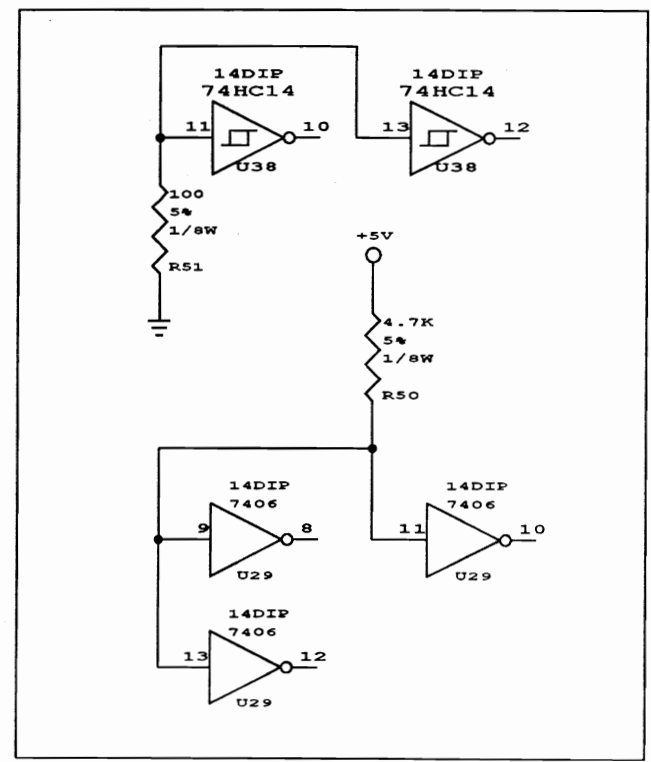 14DIP
74HC14
11
10
U38
14DIP
74HC14
13
12
U38
100
5%
1/8W
R51
+5V
4.7K
5%
1/8W
R50
14DIP
7406
9
8
U29
14DIP
7406
11
10
U29
14DIP
7406
13
12
U29